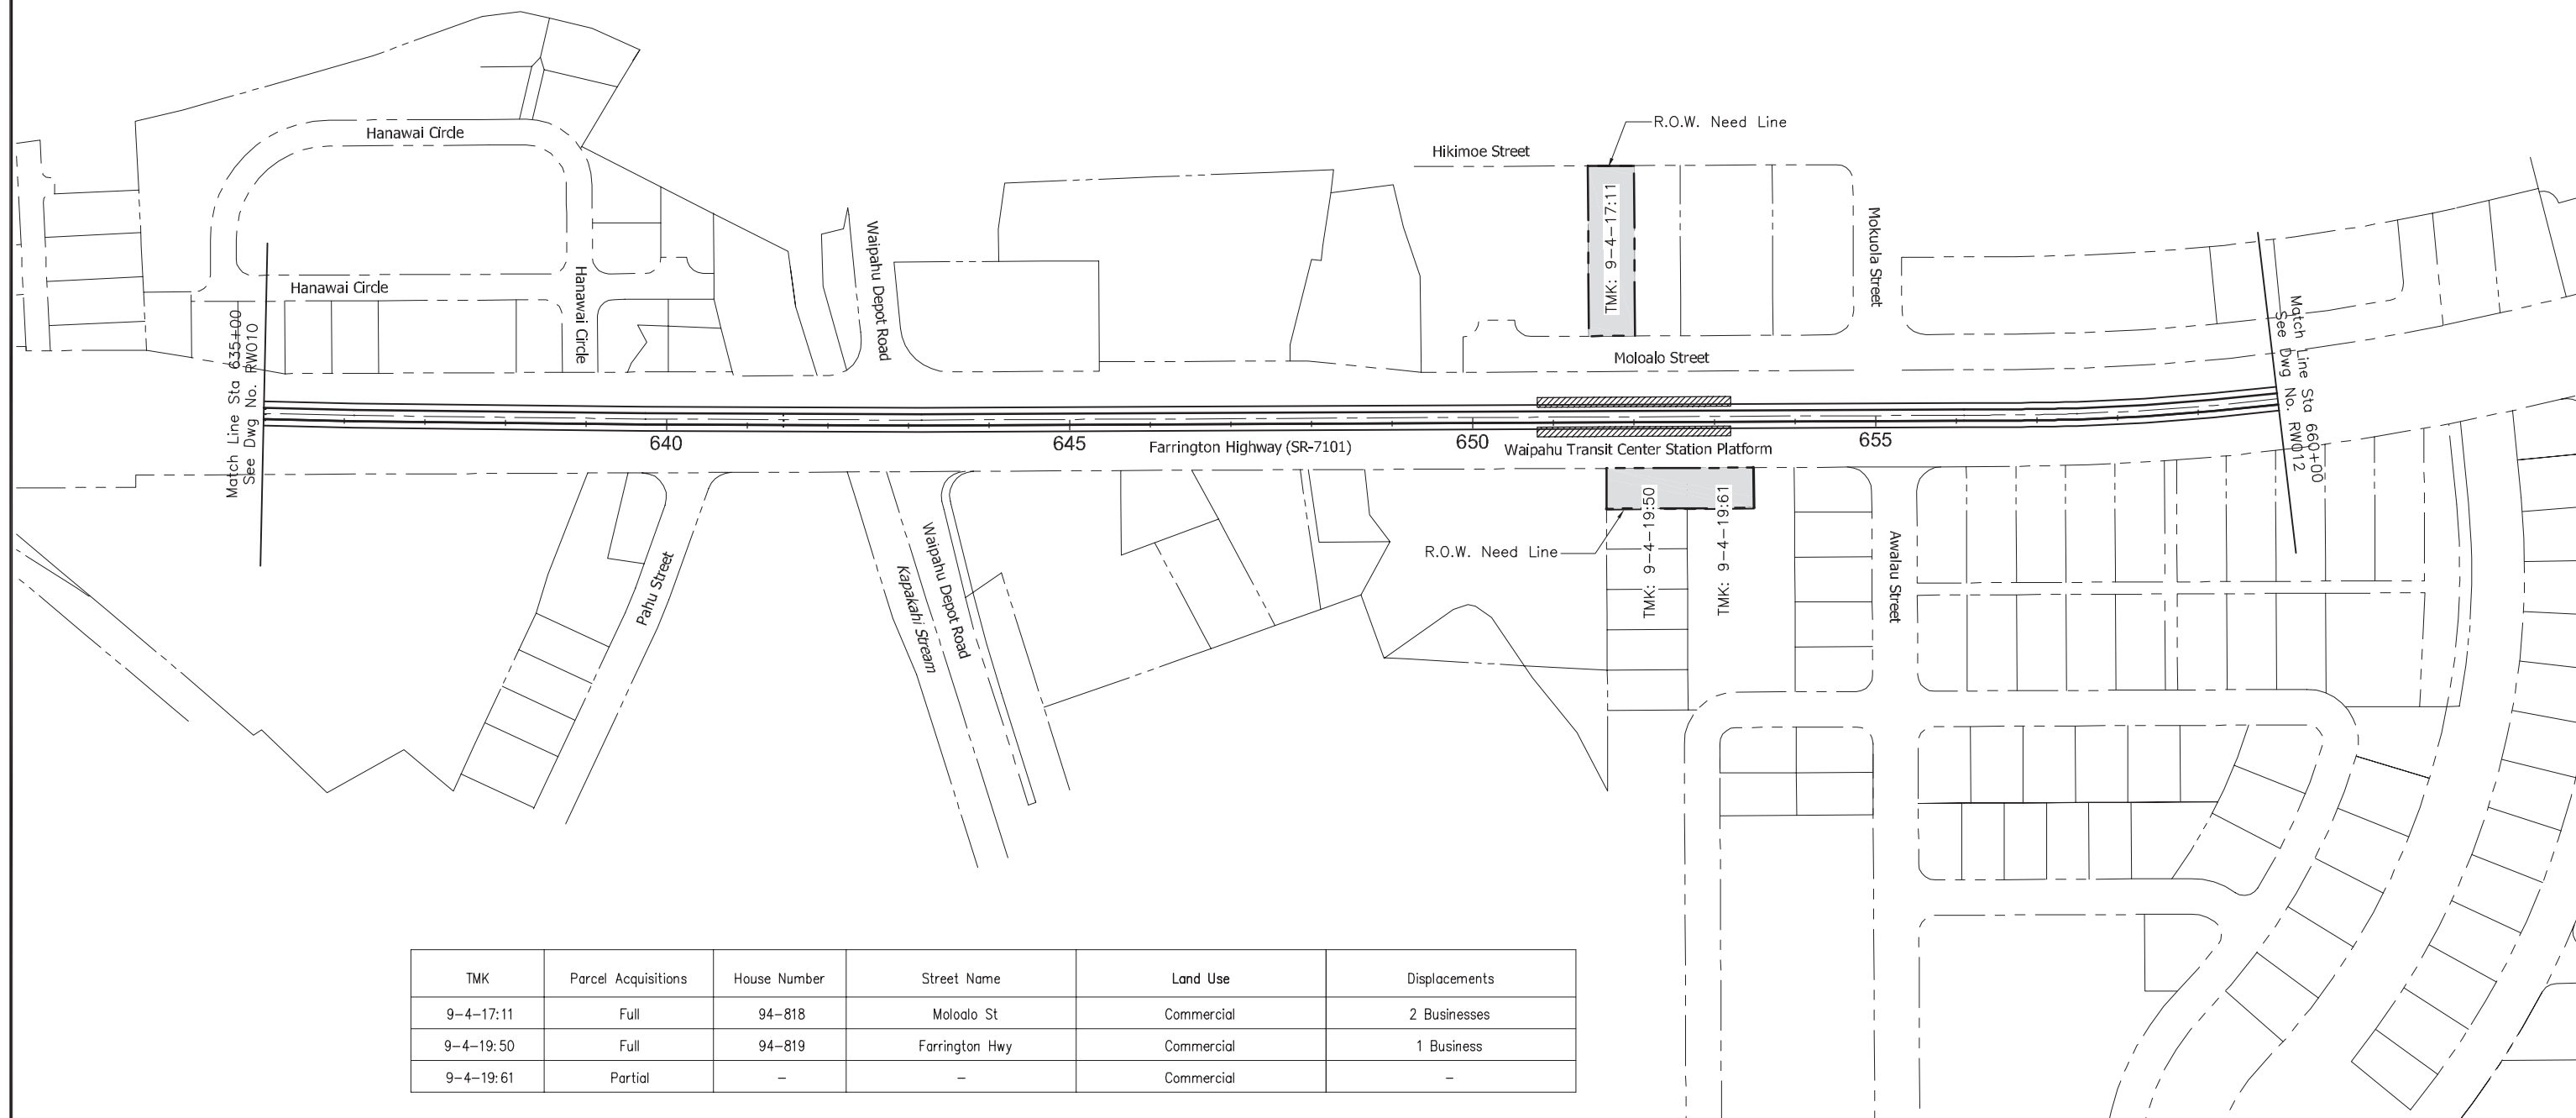 R.O.W. Need Line
Hanawai Circle
Hikimoe Street
TMK: 9-4-17:11
Mokuola Street
Waipahu Depot Road
Hanawai Circle
Hanawai Circle
Match Line Sta 635+00
See Dwg No. RW010
Moloalo Street
Match Line Sta 660+00
See Dwg No. RW012
640
645
650
655
Farrington Highway (SR-7101)
Waipahu Transit Center Station Platform
R.O.W. Need Line
TMK: 9-4-19:50
TMK: 9-4-19:61
Pahu Street
Kapakahi Stream
Waipahu Depot Road
Awalau Street
TMK Parcel Acquisitions House Number Street Name Land Use Displacements
9-4-17:11 Full 94-818 Moloalo St Commercial 2 Businesses
9-4-19:50 Full 94-819 Farrington Hwy Commercial 1 Business
9-4-19:61 Partial - - Commercial -